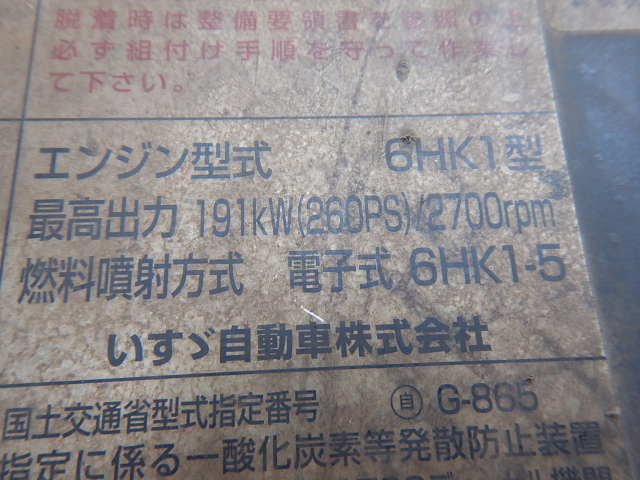 脱着時は整備要領書を参照の上
必ず組付け手順を守って作業し
て下さい。
エンジン型式 6HK1型
最高出力 191kW(260PS)/2700rpm
燃料噴射方式 電子式 6HK1-5
いすゞ自動車株式会社
国土交通省型式指定番号 ㊀自 G-865
指定に係る一酸化炭素等発散防止装置